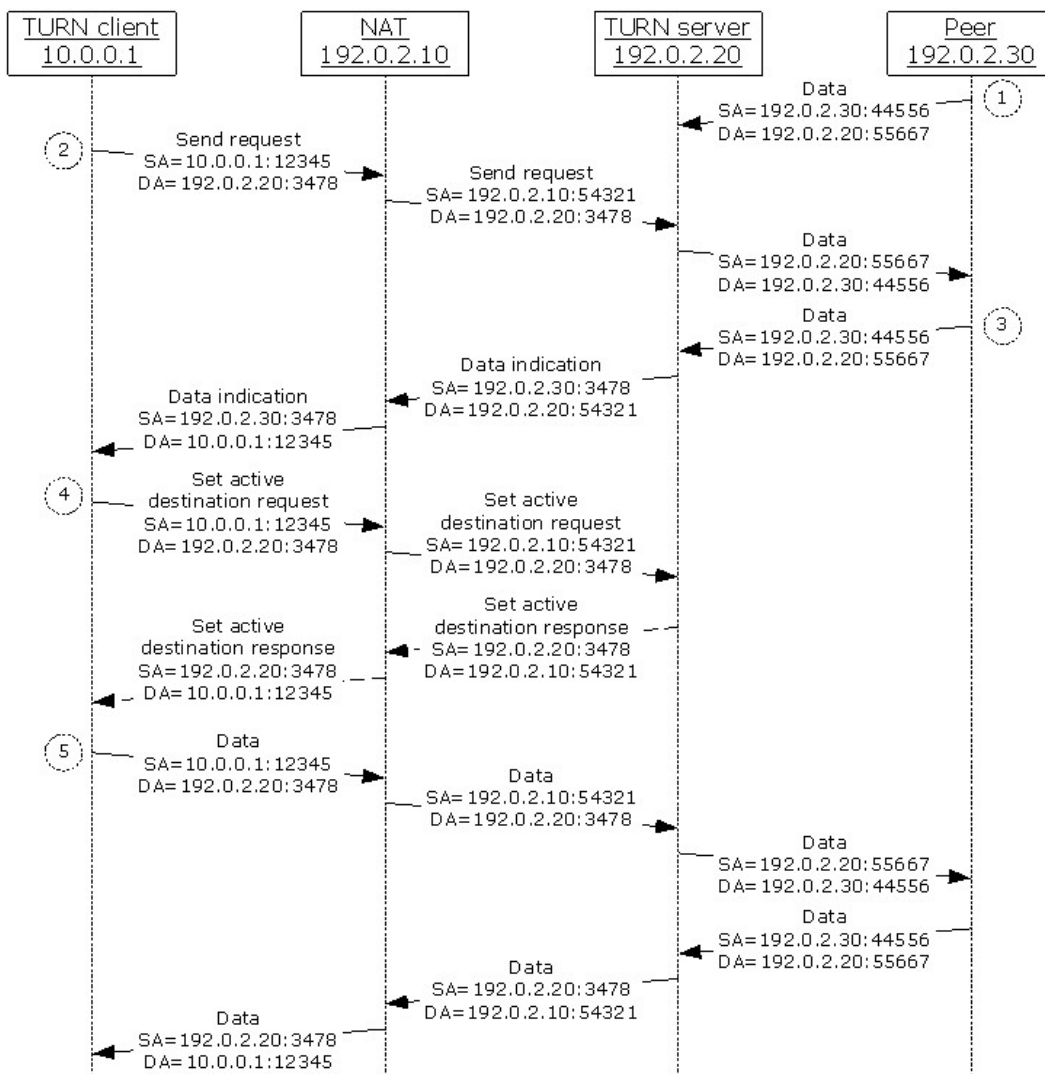 TURN client
10.0.0.1
NAT
192.0.2.10
TURN server
192.0.2.20
Peer
192.0.2.30
1
Data
SA=192.0.2.30:44556
DA=192.0.2.20:55667
2
Send request
SA=10.0.0.1:12345
DA=192.0.2.20:3478
Send request
SA=192.0.2.10:54321
DA=192.0.2.20:3478
Data
SA=192.0.2.20:55667
DA=192.0.2.30:44556
3
Data
SA=192.0.2.30:44556
DA=192.0.2.20:55667
Data indication
SA=192.0.2.30:3478
DA=192.0.2.20:54321
Data indication
SA=192.0.2.30:3478
DA=10.0.0.1:12345
4
Set active
destination request
SA=10.0.0.1:12345
DA=192.0.2.20:3478
Set active
destination request
SA=192.0.2.10:54321
DA=192.0.2.20:3478
Set active
destination response
SA=192.0.2.20:3478
DA=192.0.2.10:54321
Set active
destination response
SA=192.0.2.20:3478
DA=10.0.0.1:12345
5
Data
SA=10.0.0.1:12345
DA=192.0.2.20:3478
Data
SA=192.0.2.10:54321
DA=192.0.2.20:3478
Data
SA=192.0.2.20:55667
DA=192.0.2.30:44556
Data
SA=192.0.2.30:44556
DA=192.0.2.20:55667
Data
SA=192.0.2.20:3478
DA=192.0.2.10:54321
Data
SA=192.0.2.20:3478
DA=10.0.0.1:12345